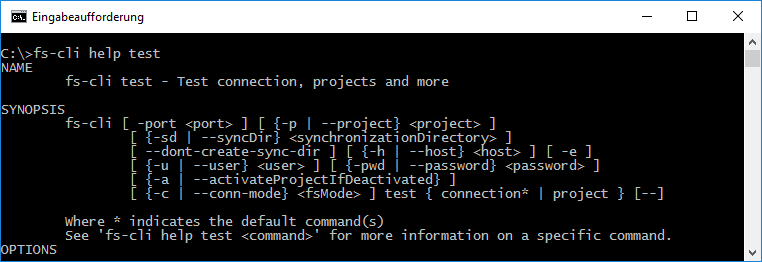 Eingabeaufforderung
C:\>fs-cli help test
NAME
fs-cli test - Test connection, projects and more
SYNOPSIS
fs-cli [ -port <port> ] [ {-p | --project} <project> ]
[ {-sd | --syncDir} <synchronizationDirectory> ]
[ --dont-create-sync-dir ] [ {-h | --host} <host> ] [ -e ]
[ {-u | --user} <user> ] [ {-pwd | --password} <password> ]
[ {-a | --activateProjectIfDeactivated} ]
[ {-c | --conn-mode} <fsMode> ] test { connection* | project } [--]
Where * indicates the default command(s)
See 'fs-cli help test <command>' for more information on a specific command.
OPTIONS